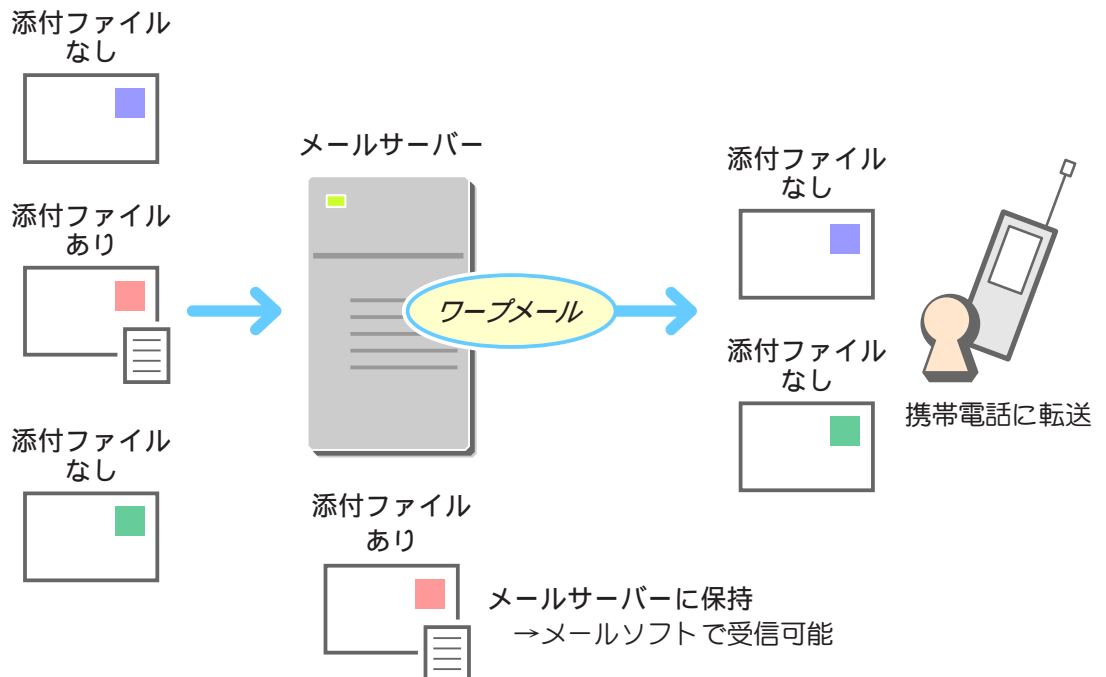 添付ファイル
なし
添付ファイル
あり
添付ファイル
なし
メールサーバー
ワープメール
添付ファイル
あり
メールサーバーに保持
→メールソフトで受信可能
添付ファイル
なし
添付ファイル
なし
携帯電話に転送